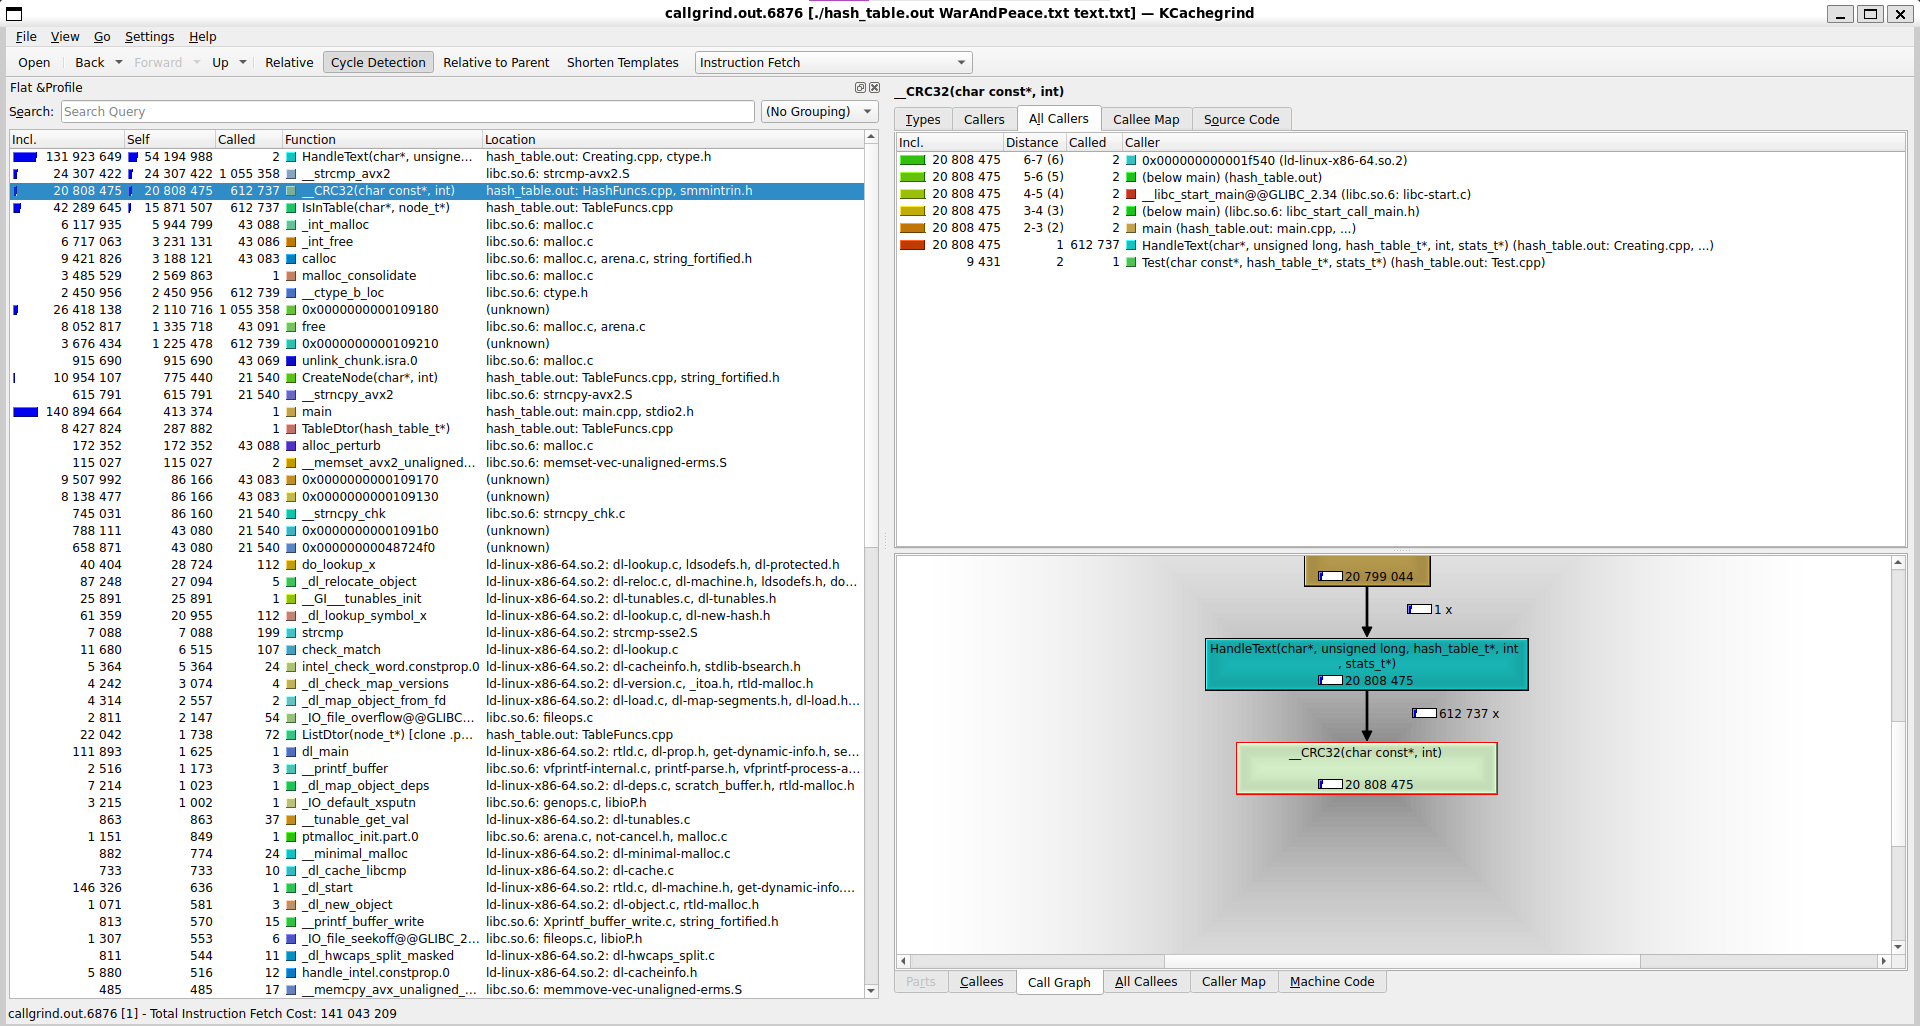 callgrind.out.6876 [./hash_table.out WarAndPeace.txt text.txt] — KCachegrind
File View Go Settings Help
Open Back Forward Up Relative Cycle Detection Relative to Parent Shorten Templates Instruction Fetch
Flat &Profile
Search: Search Query (No Grouping)
Incl. Self Called Function Location
131 923 649 54 194 988 2 HandleText(char*, unsigne... hash_table.out: Creating.cpp, ctype.h
24 307 422 24 307 422 1 055 358 __strcmp_avx2 libc.so.6: strcmp-avx2.S
20 808 475 20 808 475 612 737 __CRC32(char const*, int) hash_table.out: HashFuncs.cpp, smmintrin.h
42 289 645 15 871 507 612 737 IsInTable(char*, node_t*) hash_table.out: TableFuncs.cpp
6 117 935 5 944 799 43 088 _int_malloc libc.so.6: malloc.c
6 717 063 3 231 131 43 086 _int_free libc.so.6: malloc.c
9 421 826 3 188 121 43 083 calloc libc.so.6: malloc.c, arena.c, string_fortified.h
3 485 529 2 569 863 1 malloc_consolidate libc.so.6: malloc.c
2 450 956 2 450 956 612 739 __ctype_b_loc libc.so.6: ctype.h
26 418 138 2 110 716 1 055 358 0x0000000000109180 (unknown)
8 052 817 1 335 718 43 091 free libc.so.6: malloc.c, arena.c
3 676 434 1 225 478 612 739 0x0000000000109210 (unknown)
915 690 915 690 43 069 unlink_chunk.isra.0 libc.so.6: malloc.c
10 954 107 775 440 21 540 CreateNode(char*, int) hash_table.out: TableFuncs.cpp, string_fortified.h
615 791 615 791 21 540 __strncpy_avx2 libc.so.6: strncpy-avx2.S
140 894 664 413 374 1 main hash_table.out: main.cpp, stdio2.h
8 427 824 287 882 1 TableDtor(hash_table_t*) hash_table.out: TableFuncs.cpp
172 352 172 352 43 088 alloc_perturb libc.so.6: malloc.c
115 027 115 027 2 __memset_avx2_unaligned... libc.so.6: memset-vec-unaligned-erms.S
9 507 992 86 166 43 083 0x0000000000109170 (unknown)
8 138 477 86 166 43 083 0x0000000000109130 (unknown)
745 031 86 160 21 540 __strncpy_chk libc.so.6: strncpy_chk.c
788 111 43 080 21 540 0x00000000001091b0 (unknown)
658 871 43 080 21 540 0x00000000048724f0 (unknown)
40 404 28 724 112 do_lookup_x ld-linux-x86-64.so.2: dl-lookup.c, ldsodefs.h, dl-protected.h
87 248 27 094 5 _dl_relocate_object ld-linux-x86-64.so.2: dl-reloc.c, dl-machine.h, ldsodefs.h, do...
25 891 25 891 1 __GI___tunables_init ld-linux-x86-64.so.2: dl-tunables.c, dl-tunables.h
61 359 20 955 112 _dl_lookup_symbol_x ld-linux-x86-64.so.2: dl-lookup.c, dl-new-hash.h
7 088 7 088 199 strcmp ld-linux-x86-64.so.2: strcmp-sse2.S
11 680 6 515 107 check_match ld-linux-x86-64.so.2: dl-lookup.c
5 364 5 364 24 intel_check_word.constprop.0 ld-linux-x86-64.so.2: dl-cacheinfo.h, stdlib-bsearch.h
4 242 3 074 4 _dl_check_map_versions ld-linux-x86-64.so.2: dl-version.c, _itoa.h, rtld-malloc.h
4 314 2 557 2 _dl_map_object_from_fd ld-linux-x86-64.so.2: dl-load.c, dl-map-segments.h, dl-load.h...
2 811 2 147 54 _IO_file_overflow@@GLIBC... libc.so.6: fileops.c
22 042 1 738 72 ListDtor(node_t*) [clone .p... hash_table.out: TableFuncs.cpp
111 893 1 625 1 dl_main ld-linux-x86-64.so.2: rtld.c, dl-prop.h, get-dynamic-info.h, se...
2 516 1 173 3 __printf_buffer libc.so.6: vfprintf-internal.c, printf-parse.h, vfprintf-process-a...
7 214 1 023 1 _dl_map_object_deps ld-linux-x86-64.so.2: dl-deps.c, scratch_buffer.h, rtld-malloc.h
3 215 1 002 1 _IO_default_xsputn libc.so.6: genops.c, libioP.h
863 863 37 __tunable_get_val ld-linux-x86-64.so.2: dl-tunables.c
1 151 849 1 ptmalloc_init.part.0 libc.so.6: arena.c, not-cancel.h, malloc.c
882 774 24 __minimal_malloc ld-linux-x86-64.so.2: dl-minimal-malloc.c
733 733 10 _dl_cache_libcmp ld-linux-x86-64.so.2: dl-cache.c
146 326 636 1 _dl_start ld-linux-x86-64.so.2: rtld.c, dl-machine.h, get-dynamic-info....
1 071 581 3 _dl_new_object ld-linux-x86-64.so.2: dl-object.c, rtld-malloc.h
813 570 15 __printf_buffer_write libc.so.6: Xprintf_buffer_write.c, string_fortified.h
1 307 553 6 _IO_file_seekoff@@GLIBC_2... libc.so.6: fileops.c, libioP.h
811 544 11 _dl_hwcaps_split_masked ld-linux-x86-64.so.2: dl-hwcaps_split.c
5 880 516 12 handle_intel.constprop.0 ld-linux-x86-64.so.2: dl-cacheinfo.h
485 485 17 __memcpy_avx_unaligned_... libc.so.6: memmove-vec-unaligned-erms.S
callgrind.out.6876 [1] - Total Instruction Fetch Cost: 141 043 209
__CRC32(char const*, int)
Types Callers All Callers Callee Map Source Code
Incl. Distance Called Caller
20 808 475 6-7 (6) 2 0x000000000001f540 (ld-linux-x86-64.so.2)
20 808 475 5-6 (5) 2 (below main) (hash_table.out)
20 808 475 4-5 (4) 2 __libc_start_main@@GLIBC_2.34 (libc.so.6: libc-start.c)
20 808 475 3-4 (3) 2 (below main) (libc.so.6: libc_start_call_main.h)
20 808 475 2-3 (2) 2 main (hash_table.out: main.cpp, ...)
20 808 475 1 612 737 HandleText(char*, unsigned long, hash_table_t*, int, stats_t*) (hash_table.out: Creating.cpp, ...)
9 431 2 1 Test(char const*, hash_table_t*, stats_t*) (hash_table.out: Test.cpp)
20 799 044
1 x
HandleText(char*, unsigned long, hash_table_t*, int
, stats_t*)
20 808 475
612 737 x
__CRC32(char const*, int)
20 808 475
Parts Callees Call Graph All Callees Caller Map Machine Code